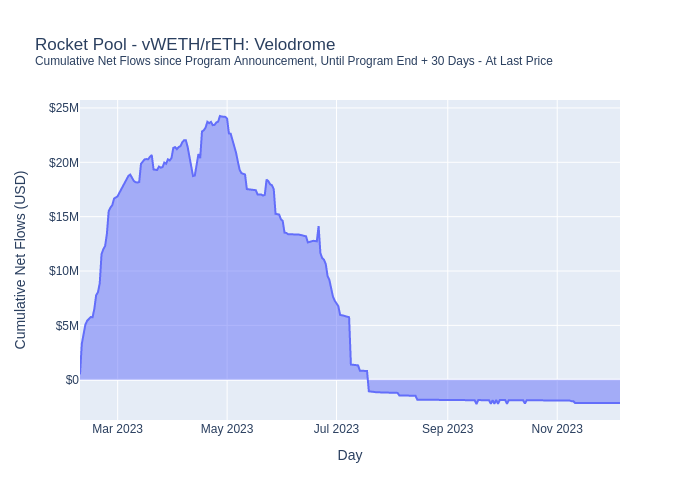 Rocket Pool - vWETH/rETH: Velodrome
Cumulative Net Flows since Program Announcement, Until Program End + 30 Days - At Last Price
$25M
$20M
$15M
$10M
$5M
$0
Cumulative Net Flows (USD)
Mar 2023
May 2023
Jul 2023
Sep 2023
Nov 2023
Day